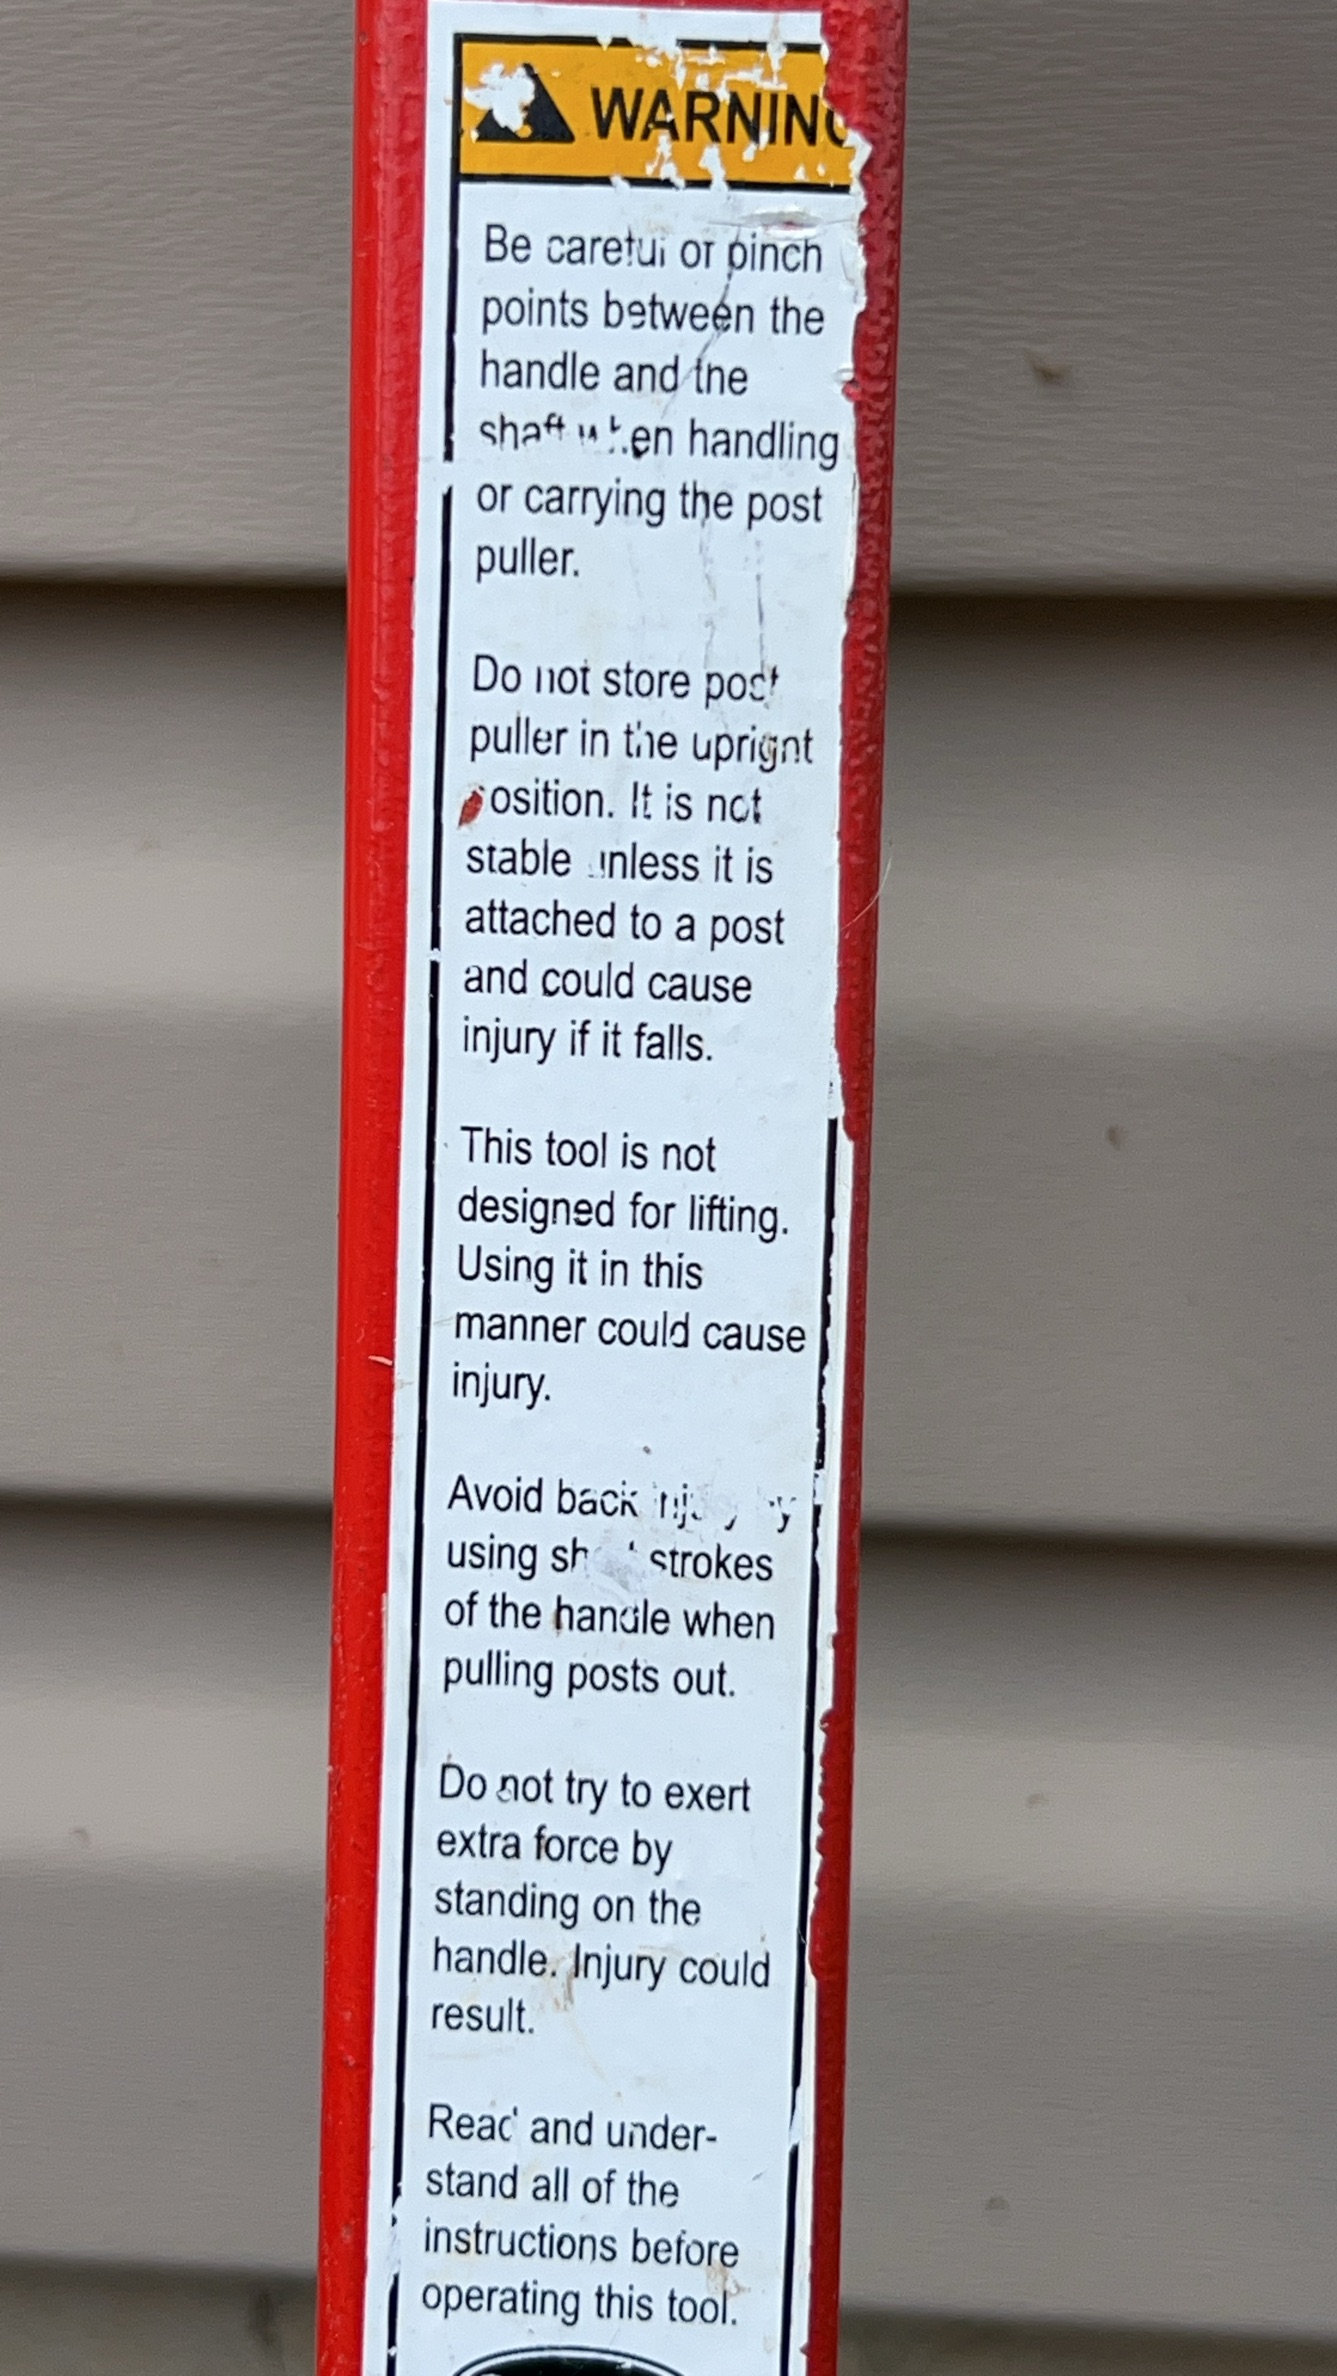 WARNING
Be careful of pinch
points between the
handle and the
shaft when handling
or carrying the post
puller.
Do not store post
puller in the upright
position. It is not
stable unless it is
attached to a post
and could cause
injury if it falls.
This tool is not
designed for lifting.
Using it in this
manner could cause
injury.
Avoid back injury by
using short strokes
of the handle when
pulling posts out.
Do not try to exert
extra force by
standing on the
handle. Injury could
result.
Read and under-
stand all of the
instructions before
operating this tool.